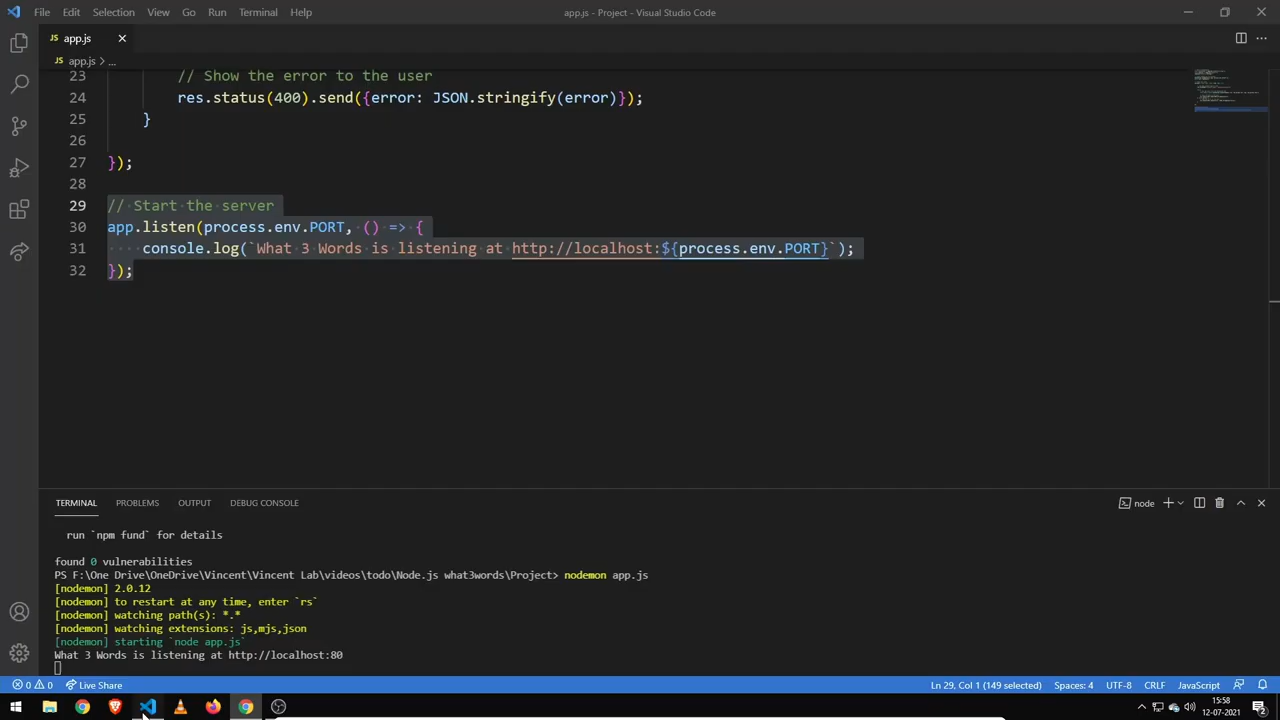 File Edit Selection View Go Run Terminal Help
app.js - Project - Visual Studio Code
JS app.js
JS app.js > ...
23 // Show the error to the user
24 res.status(400).send({error: JSON.stringify(error)});
25 }
26
27 });
28
29 // Start the server
30 app.listen(process.env.PORT, () => {
31 console.log(`What 3 Words is listening at http://localhost:${process.env.PORT}`);
32 });
TERMINAL PROBLEMS OUTPUT DEBUG CONSOLE
node
run `npm fund` for details
found 0 vulnerabilities
PS F:\One Drive\OneDrive\Vincent\Vincent Lab\videos\todo\Node.js what3words\Project> nodemon app.js
[nodemon] 2.0.12
[nodemon] to restart at any time, enter `rs`
[nodemon] watching path(s): *.*
[nodemon] watching extensions: js,mjs,json
[nodemon] starting `node app.js`
What 3 Words is listening at http://localhost:80
0 0 Live Share
Ln 29, Col 1 (149 selected) Spaces: 4 UTF-8 CRLF JavaScript
15:58
12-07-2021
2